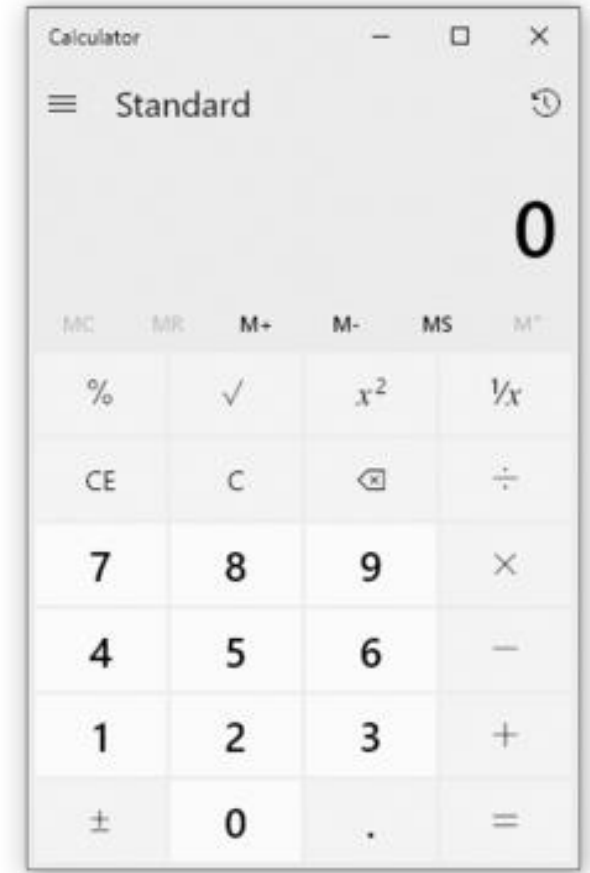 Calculator
Standard
0
MC MR M+ M- MS M˅
% √ x² ¹/x
CE C ÷
7 8 9 ×
4 5 6 −
1 2 3 +
± 0 . =